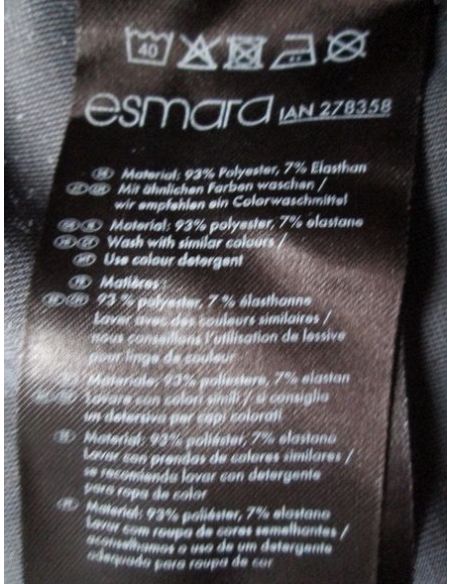 40
esmara IAN 278358
Material: 93% Polyester, 7% Elasthan
Mit ähnlichen Farben waschen /
wir empfehlen ein Colorwaschmittel
Material: 93% polyester, 7% elastane
Wash with similar colours /
Use colour detergent
Matières :
93 % polyester, 7 % élasthanne
Laver avec des couleurs similaires /
nous conseillons l'utilisation de lessive
pour linge de couleur
Materiale: 93% poliestere, 7% elastan
Lavare con colori simili / si consiglia
un detersivo per capi colorati
Material: 93% poliéster, 7% elastano
Lavar con prendas de colores similares /
se recomienda lavar con detergente
para ropa de color
Material: 93% poliéster, 7% elastano
Lavar com roupa de cores semelhantes /
aconselhamos o uso de um detergente
adequado para roupa de cor